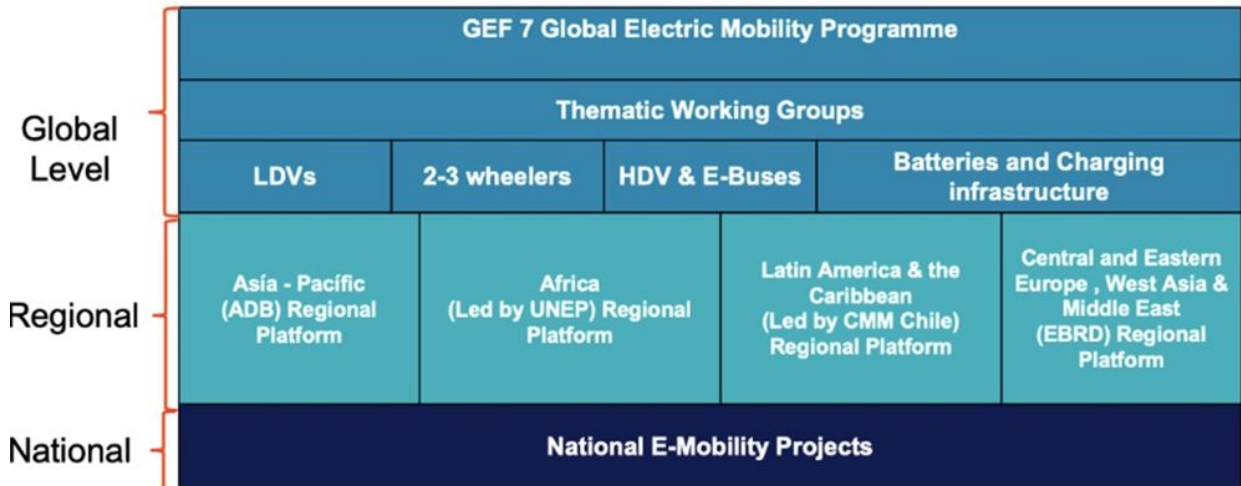 GEF 7 Global Electric Mobility Programme
Thematic Working Groups
Global
Level
LDVs
2-3 wheelers
HDV & E-Buses
Batteries and Charging
infrastructure
Regional
Asía - Pacífic
(ADB) Regional
Platform
Africa
(Led by UNEP) Regional
Platform
Latin America & the
Caribbean
(Led by CMM Chile)
Regional Platform
Central and Eastern
Europe , West Asia &
Middle East
(EBRD) Regional
Platform
National
National E-Mobility Projects